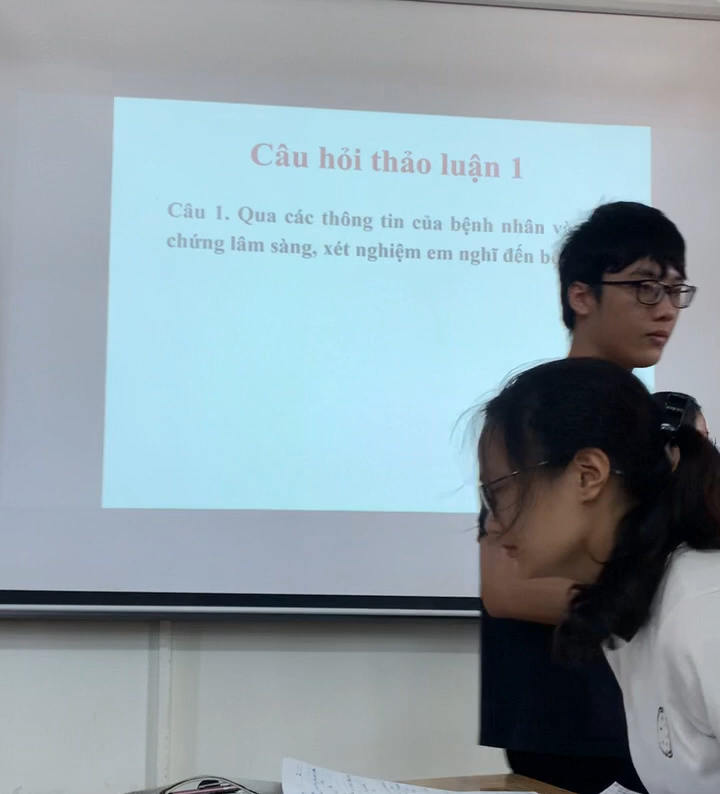 Câu hỏi thảo luận 1
Câu 1. Qua các thông tin của bệnh nhân
chứng lâm sàng, xét nghiệm em nghĩ đến